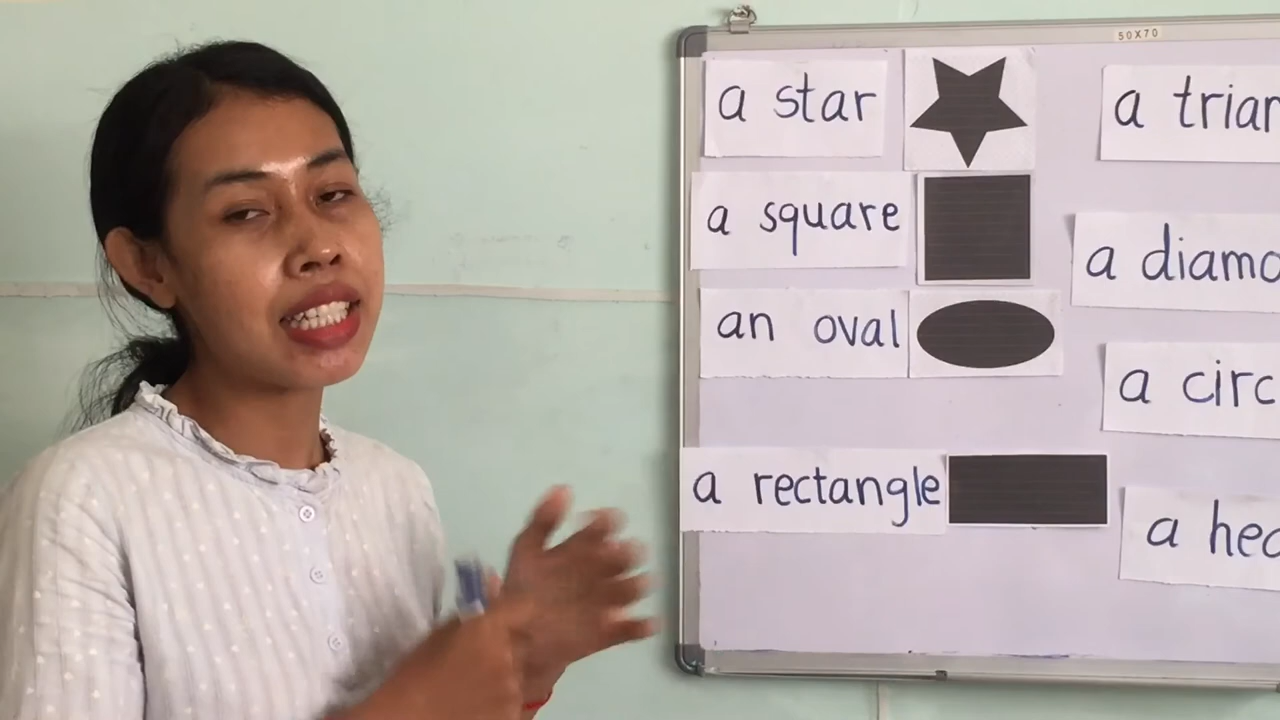 50X70
a star
a square
an oval
a rectangle
a trian
a diamo
a circ
a hea